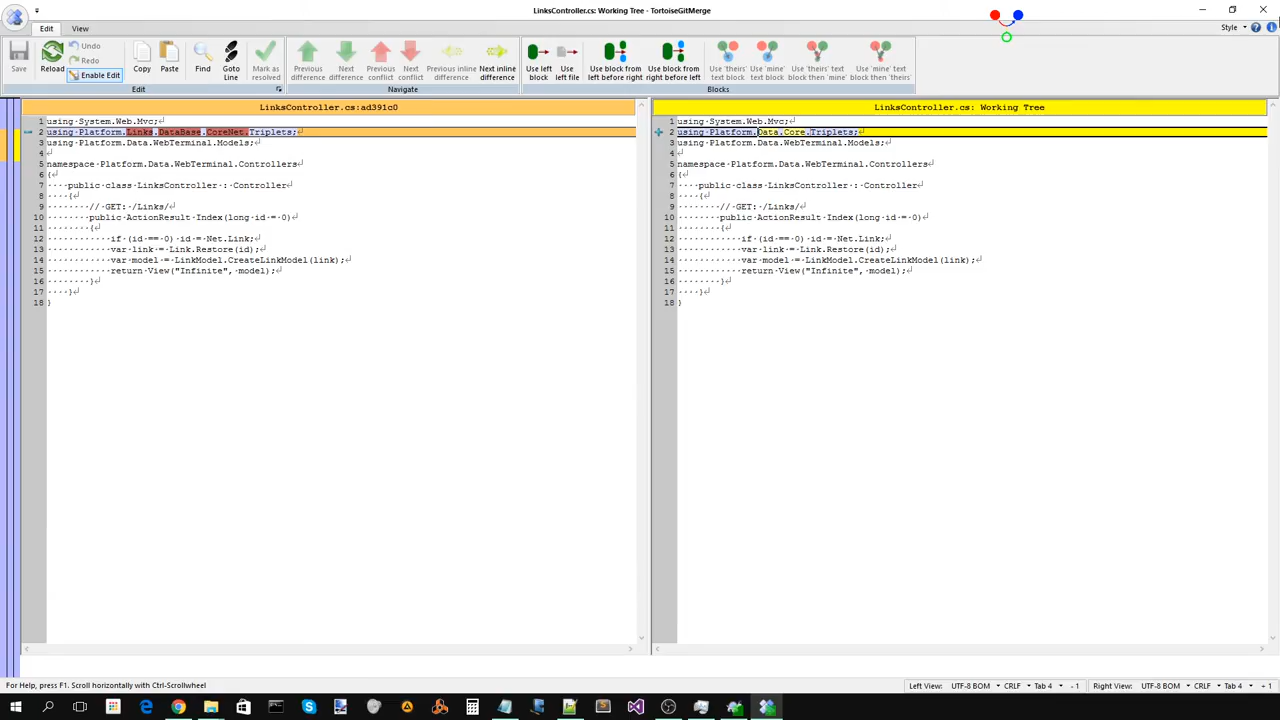 LinksController.cs: Working Tree - TortoiseGitMerge
Edit View Style
Save Reload Undo Redo Enable Edit Copy Paste Find Goto Line Mark as resolved
Previous difference Next difference Previous conflict Next conflict Previous inline difference Next inline difference
Use left block Use left file Use block from left before right Use block from right before left Use 'theirs' text block Use 'mine' text block Use 'theirs' text block then 'mine' Use 'mine' text block then 'theirs'
Edit Navigate Blocks
LinksController.cs:ad391c0
1 using·System.Web.Mvc;
2 using·Platform.Links.DataBase.CoreNet.Triplets;
3 using·Platform.Data.WebTerminal.Models;
4
5 namespace·Platform.Data.WebTerminal.Controllers
6 {
7 ····public·class·LinksController·:·Controller
8 ····{
9 ········//·GET:·/Links/
10 ········public·ActionResult·Index(long·id·=·0)
11 ········{
12 ············if·(id·==·0)·id·=·Net.Link;
13 ············var·link·=·Link.Restore(id);
14 ············var·model·=·LinkModel.CreateLinkModel(link);
15 ············return·View("Infinite",·model);
16 ········}
17 ····}
18 }
LinksController.cs: Working Tree
1 using·System.Web.Mvc;
2 using·Platform.Data.Core.Triplets;
3 using·Platform.Data.WebTerminal.Models;
4
5 namespace·Platform.Data.WebTerminal.Controllers
6 {
7 ····public·class·LinksController·:·Controller
8 ····{
9 ········//·GET:·/Links/
10 ········public·ActionResult·Index(long·id·=·0)
11 ········{
12 ············if·(id·==·0)·id·=·Net.Link;
13 ············var·link·=·Link.Restore(id);
14 ············var·model·=·LinkModel.CreateLinkModel(link);
15 ············return·View("Infinite",·model);
16 ········}
17 ····}
18 }
For Help, press F1. Scroll horizontally with Ctrl-Scrollwheel
Left View: UTF-8 BOM CRLF Tab 4 - 1 Right View: UTF-8 BOM CRLF Tab 4 + 1